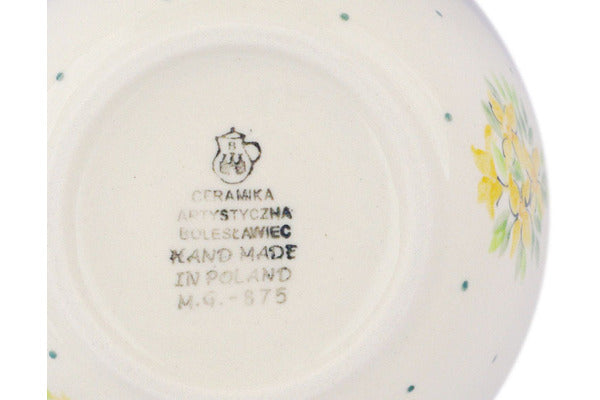 B
CERAMIKA
ARTYSTYCZNA
BOLESŁAWIEC
HAND MADE
IN POLAND
M.G.-875